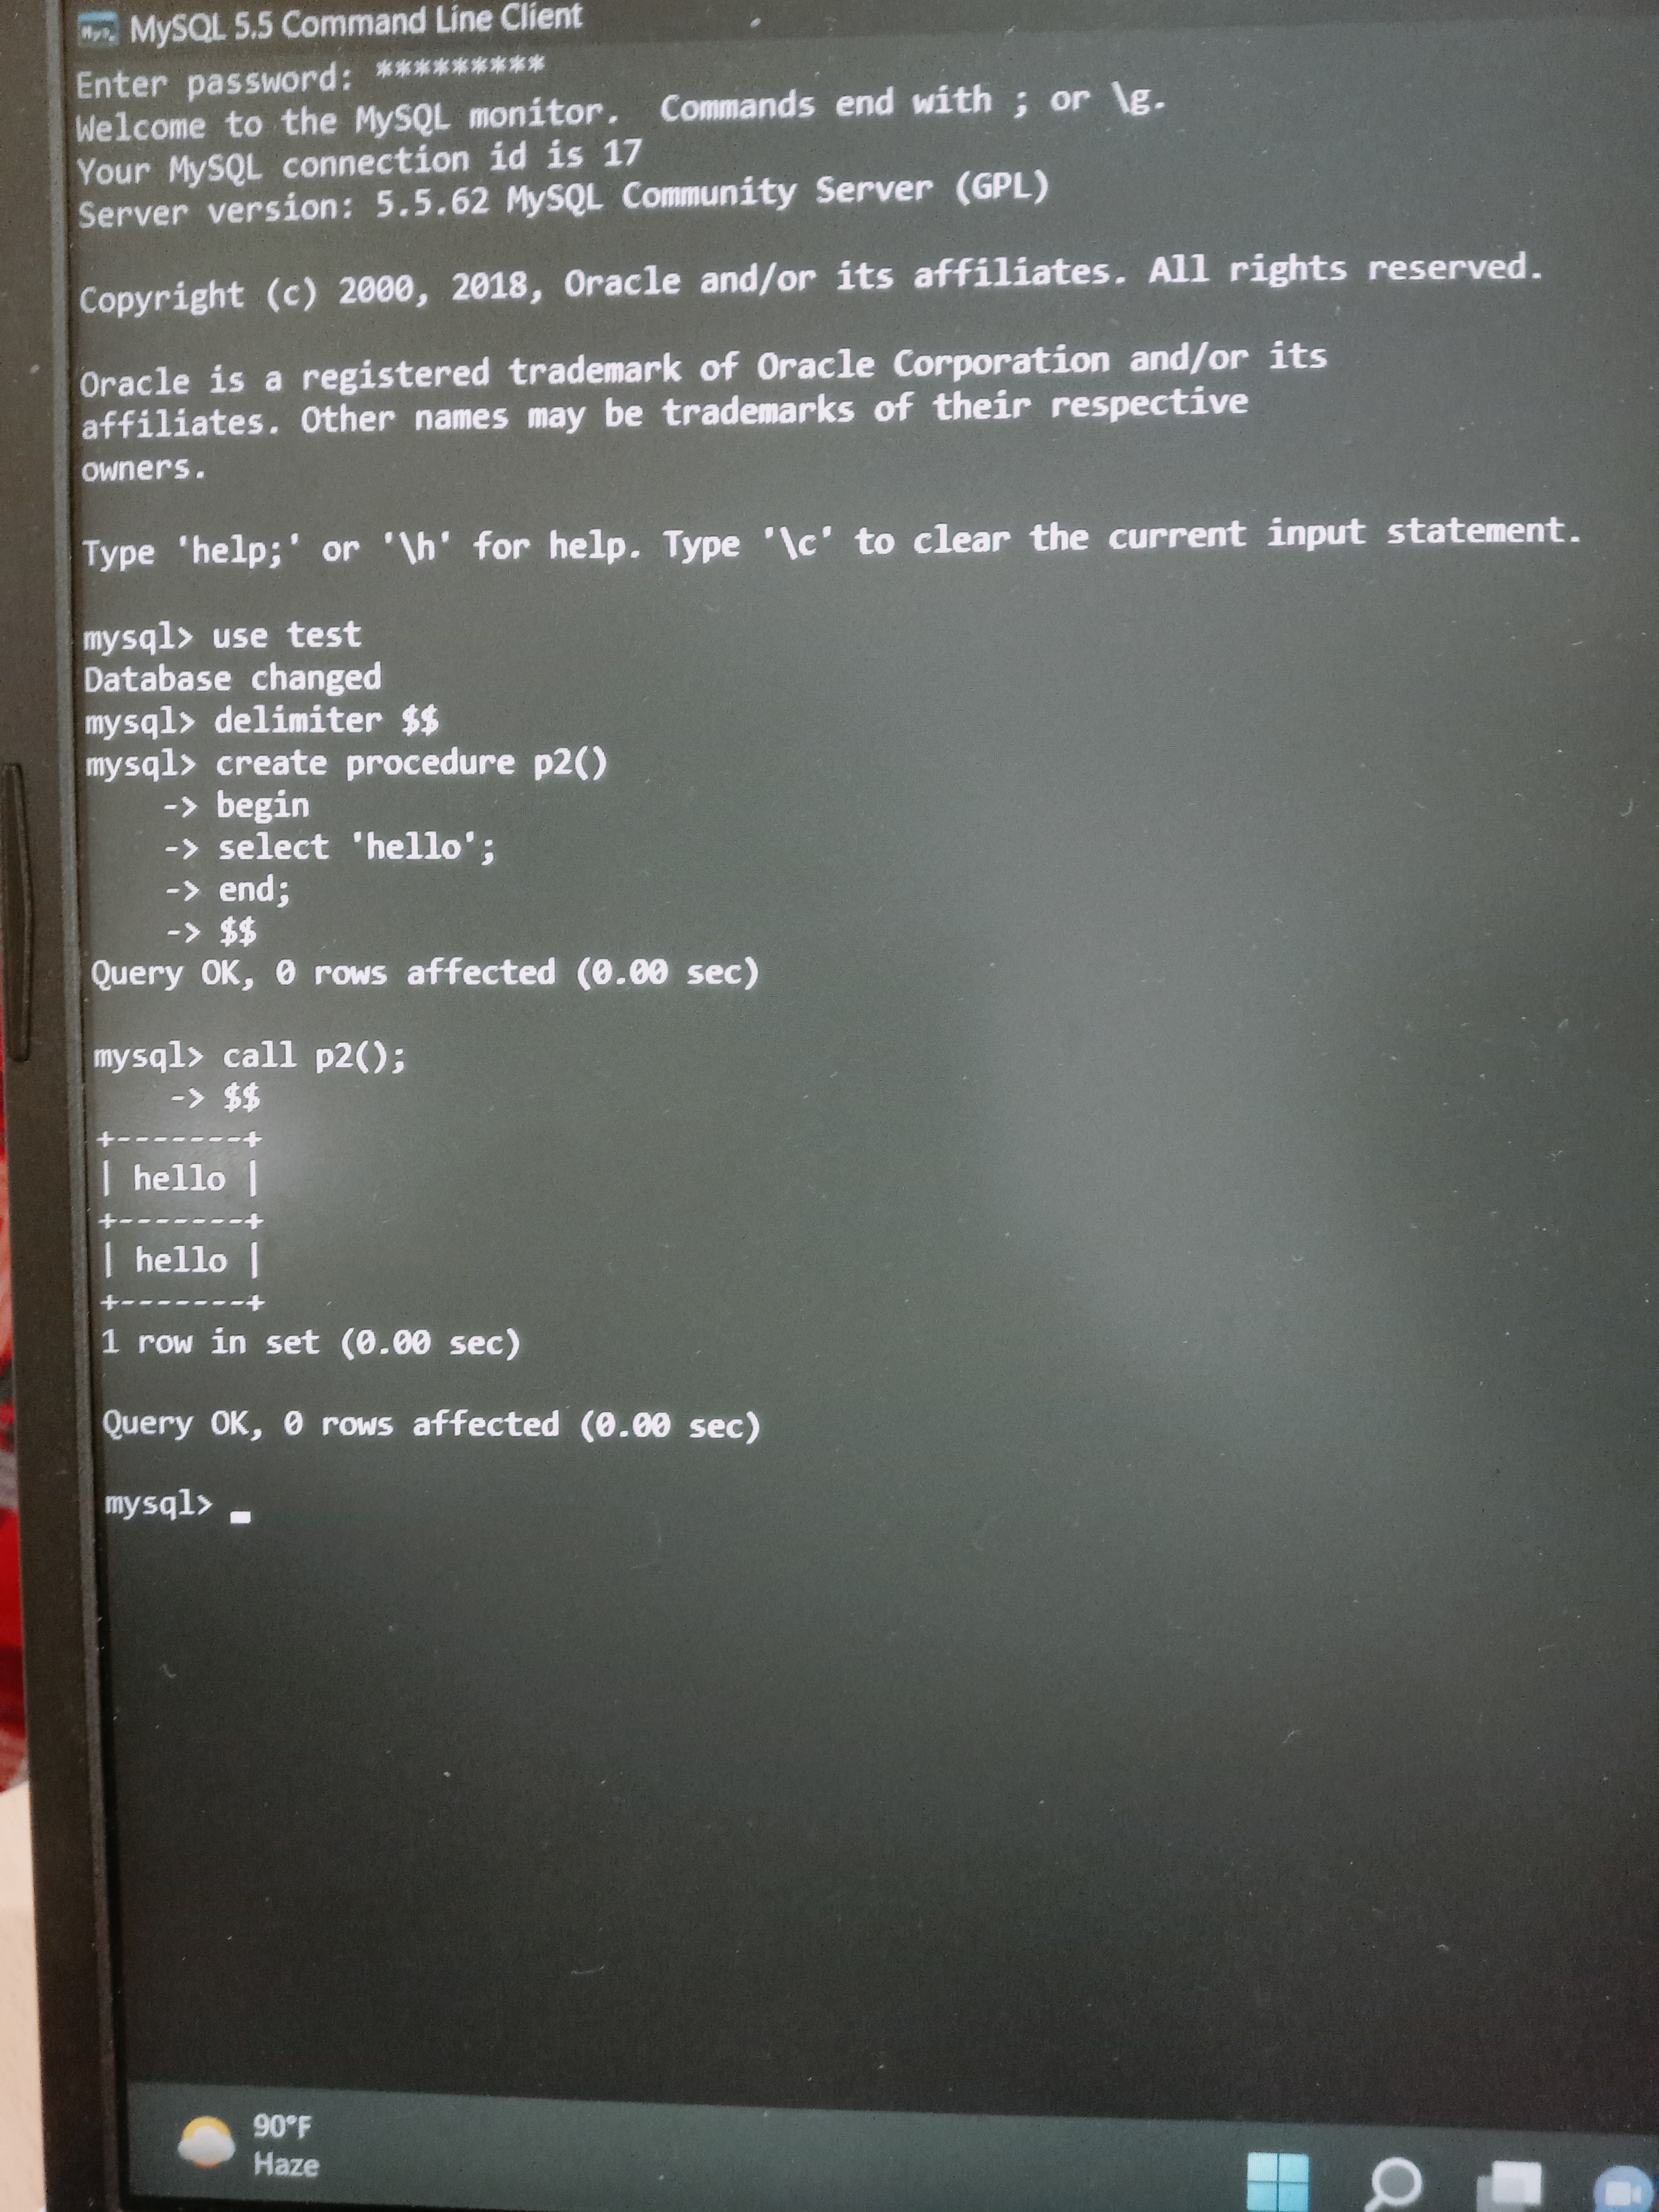 MySQL 5.5 Command Line Client
Enter password: *********
Welcome to the MySQL monitor.  Commands end with ; or \g.
Your MySQL connection id is 17
Server version: 5.5.62 MySQL Community Server (GPL)

Copyright (c) 2000, 2018, Oracle and/or its affiliates. All rights reserved.

Oracle is a registered trademark of Oracle Corporation and/or its
affiliates. Other names may be trademarks of their respective
owners.

Type 'help;' or '\h' for help. Type '\c' to clear the current input statement.

mysql> use test
Database changed
mysql> delimiter $$
mysql> create procedure p2()
    -> begin
    -> select 'hello';
    -> end;
    -> $$
Query OK, 0 rows affected (0.00 sec)

mysql> call p2();
    -> $$
+-------+
| hello |
+-------+
| hello |
+-------+
1 row in set (0.00 sec)

Query OK, 0 rows affected (0.00 sec)

mysql> _
90°F
Haze